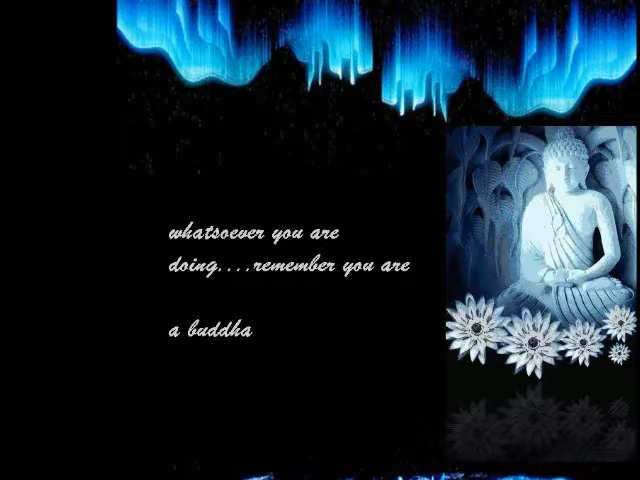 whatsoever you are
doing....remember you are
a buddha